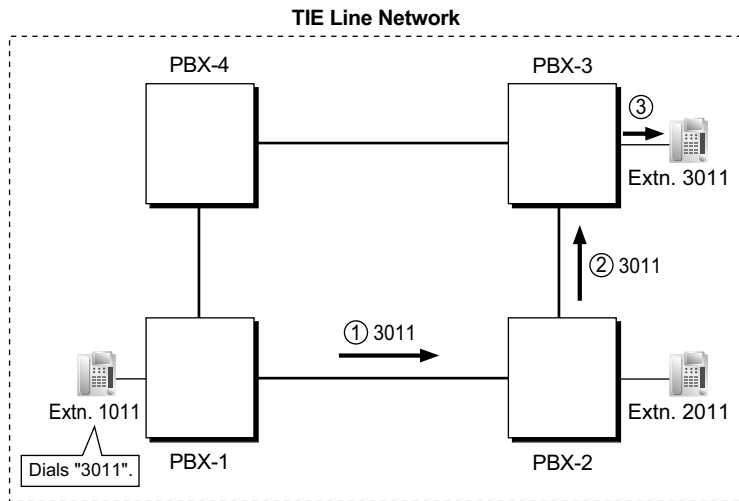 TIE Line Network
PBX-4
PBX-3
③
Extn. 3011
② 3011
① 3011
Extn. 1011
Extn. 2011
Dials "3011".
PBX-1
PBX-2